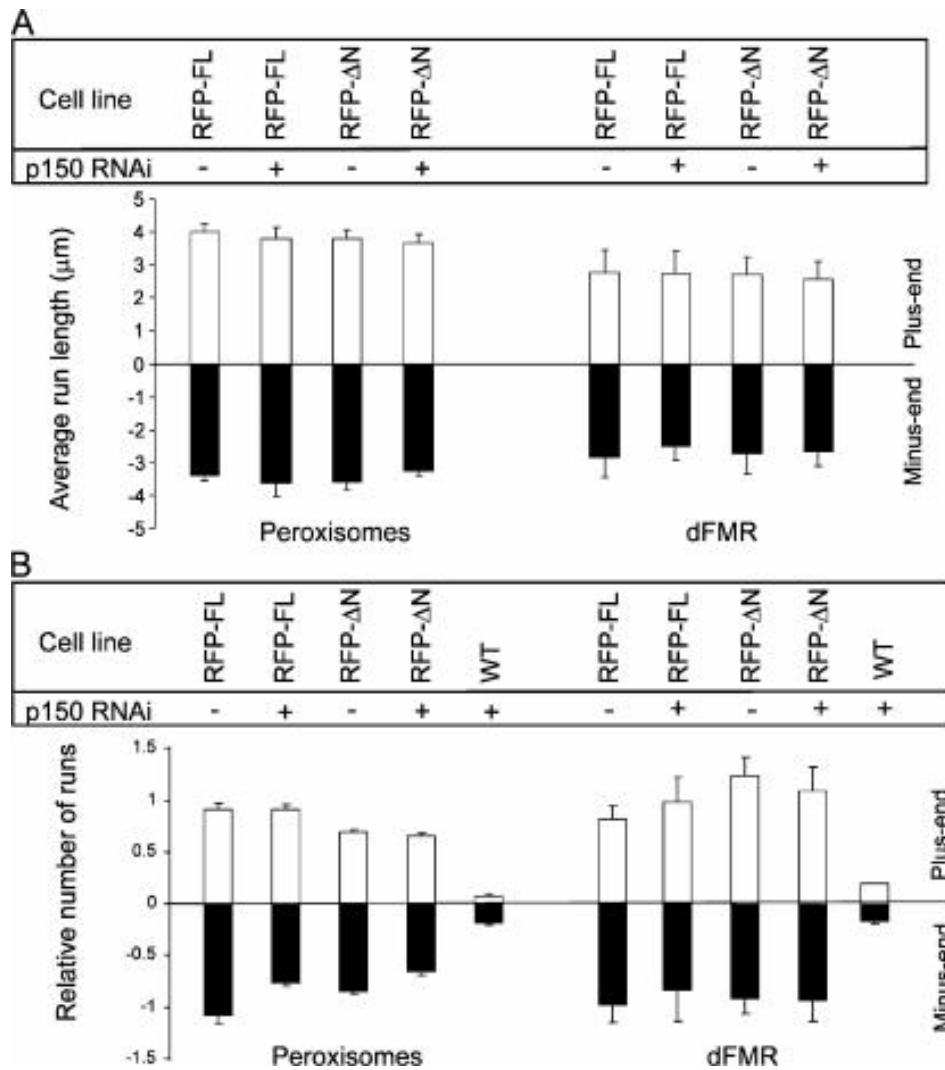 A
Cell line RFP-FL RFP-FL RFP-ΔN RFP-ΔN RFP-FL RFP-FL RFP-ΔN RFP-ΔN
p150 RNAi - + - + - + - +
Average run length (μm)
5
4
3
2
1
0
-1
-2
-3
-4
-5
Plus-end
Minus-end
Peroxisomes dFMR
B
Cell line RFP-FL RFP-FL RFP-ΔN RFP-ΔN WT RFP-FL RFP-FL RFP-ΔN RFP-ΔN WT
p150 RNAi - + - + + - + - + +
Relative number of runs
1.5
1
0.5
0
-0.5
-1
-1.5
Plus-end
Minus-end
Peroxisomes dFMR